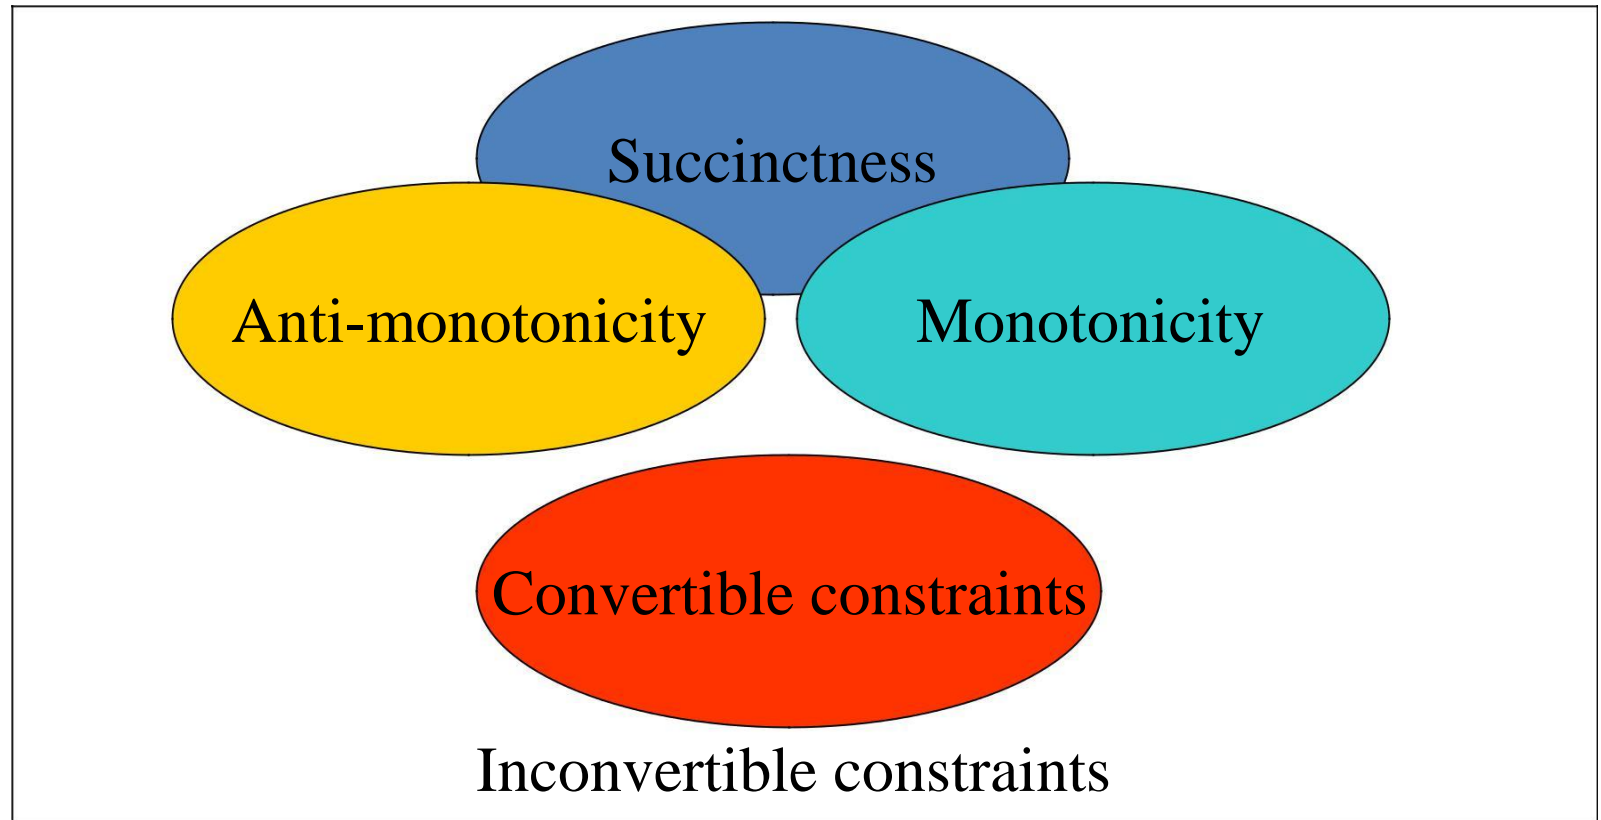 Succinctness
Anti-monotonicity
Monotonicity
Convertible constraints
Inconvertible constraints